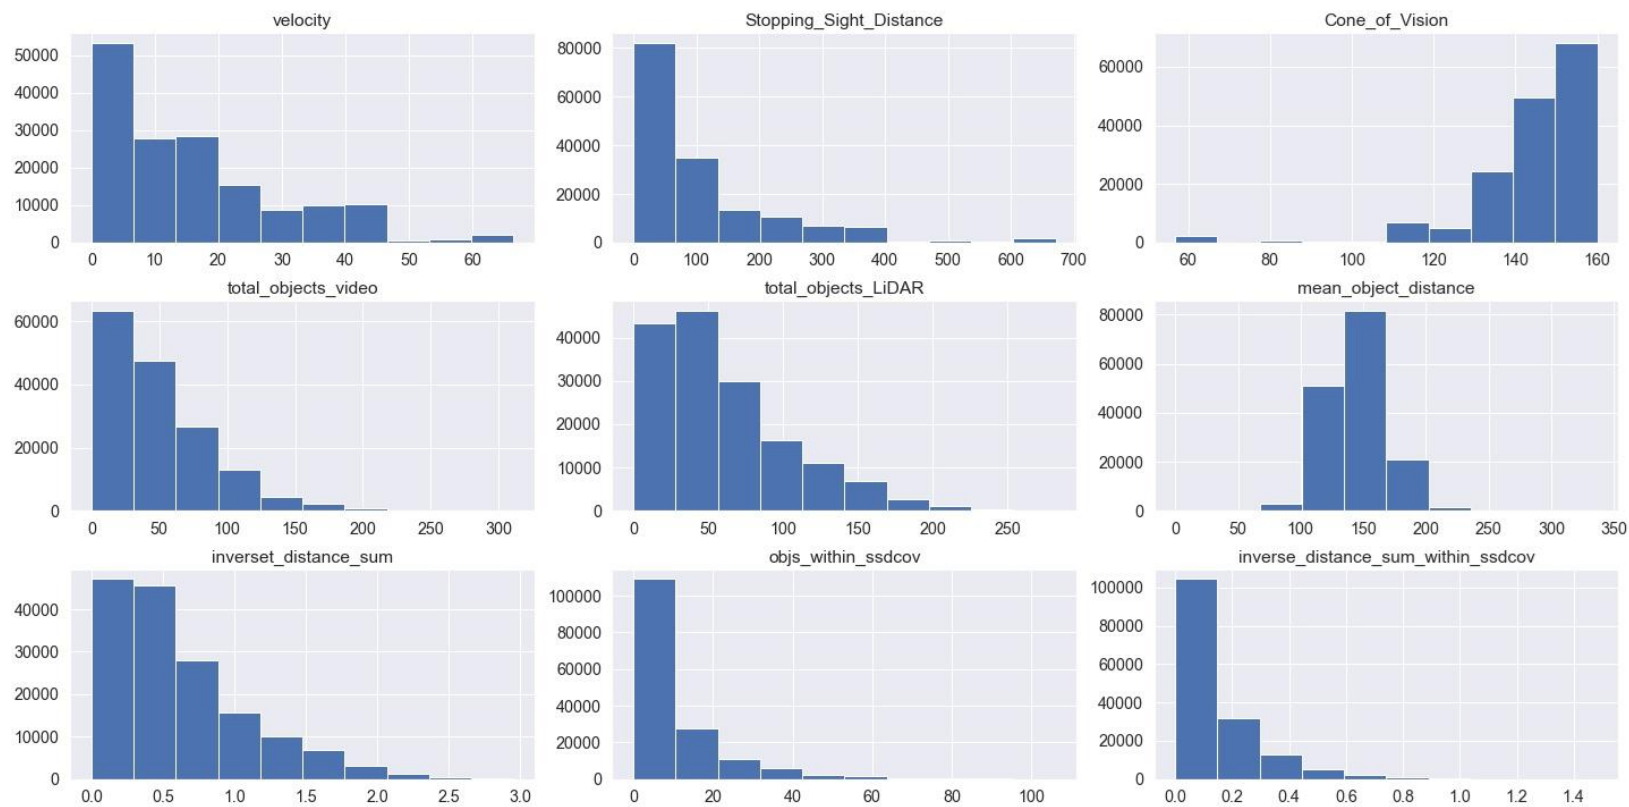 velocity
50000
40000
30000
20000
10000
0
0 10 20 30 40 50 60
Stopping_Sight_Distance
80000
60000
40000
20000
0
0 100 200 300 400 500 600 700
Cone_of_Vision
60000
40000
20000
0
60 80 100 120 140 160
total_objects_video
60000
40000
20000
0
0 50 100 150 200 250 300
total_objects_LiDAR
40000
30000
20000
10000
0
0 50 100 150 200 250
mean_object_distance
80000
60000
40000
20000
0
0 50 100 150 200 250 300 350
inverset_distance_sum
40000
30000
20000
10000
0
0.0 0.5 1.0 1.5 2.0 2.5 3.0
objs_within_ssdcov
100000
80000
60000
40000
20000
0
0 20 40 60 80 100
inverse_distance_sum_within_ssdcov
100000
80000
60000
40000
20000
0
0.0 0.2 0.4 0.6 0.8 1.0 1.2 1.4